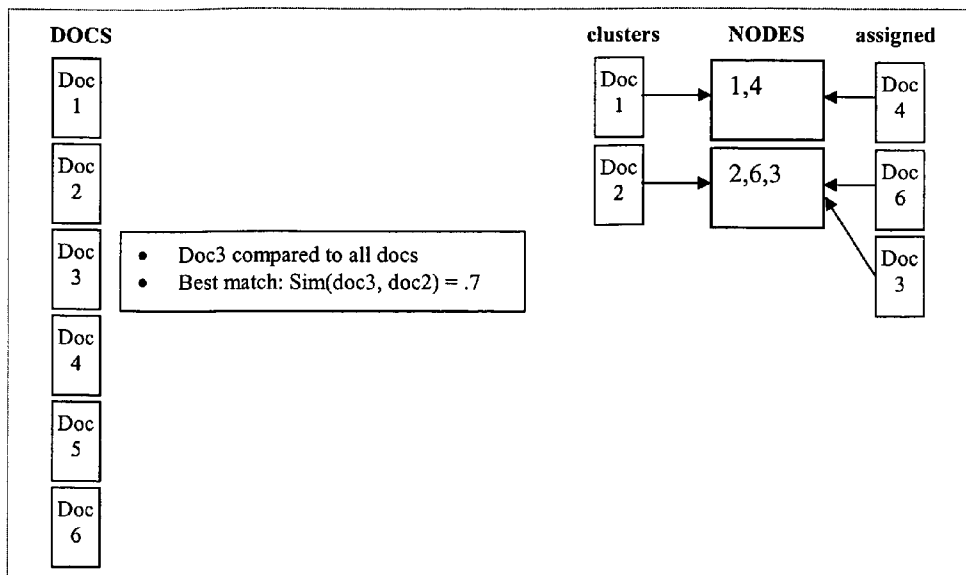 DOCS
Doc
1
Doc
2
Doc
3
Doc
4
Doc
5
Doc
6
• Doc3 compared to all docs
• Best match: Sim(doc3, doc2) = .7
clusters NODES assigned
Doc
1
1,4
Doc
4
Doc
2
2,6,3
Doc
6
Doc
3